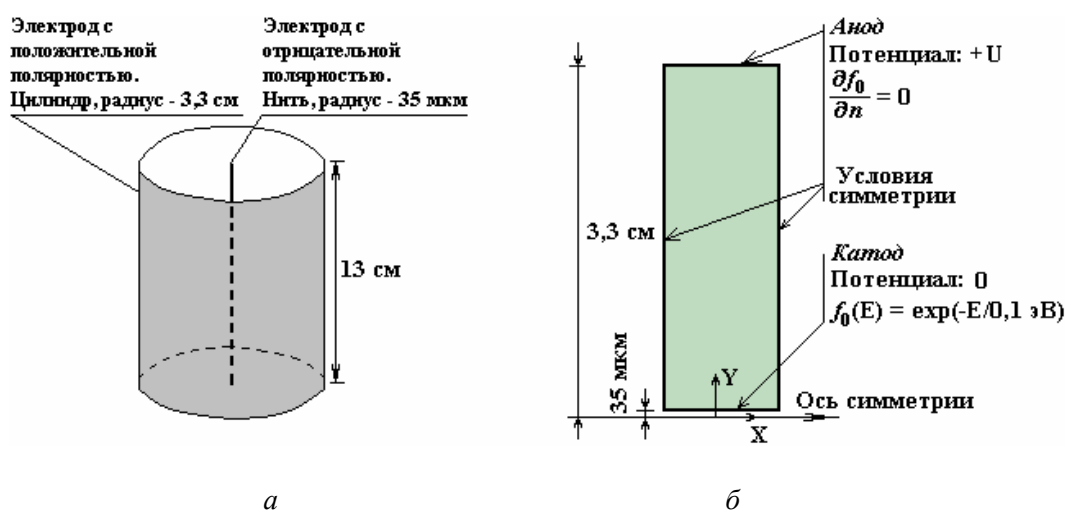 Электрод с
положительной
полярностью.
Цилиндр, радиус - 3,3 см
Электрод с
отрицательной
полярностью.
Нить, радиус - 35 мкм
13 см
а
Анод
Потенциал: + U
∂f₀/∂n = 0
Условия
симметрии
3,3 см
Катод
Потенциал: 0
f₀(E) = exp(-E/0,1 эВ)
35 мкм
Y
Ось симметрии
X
б